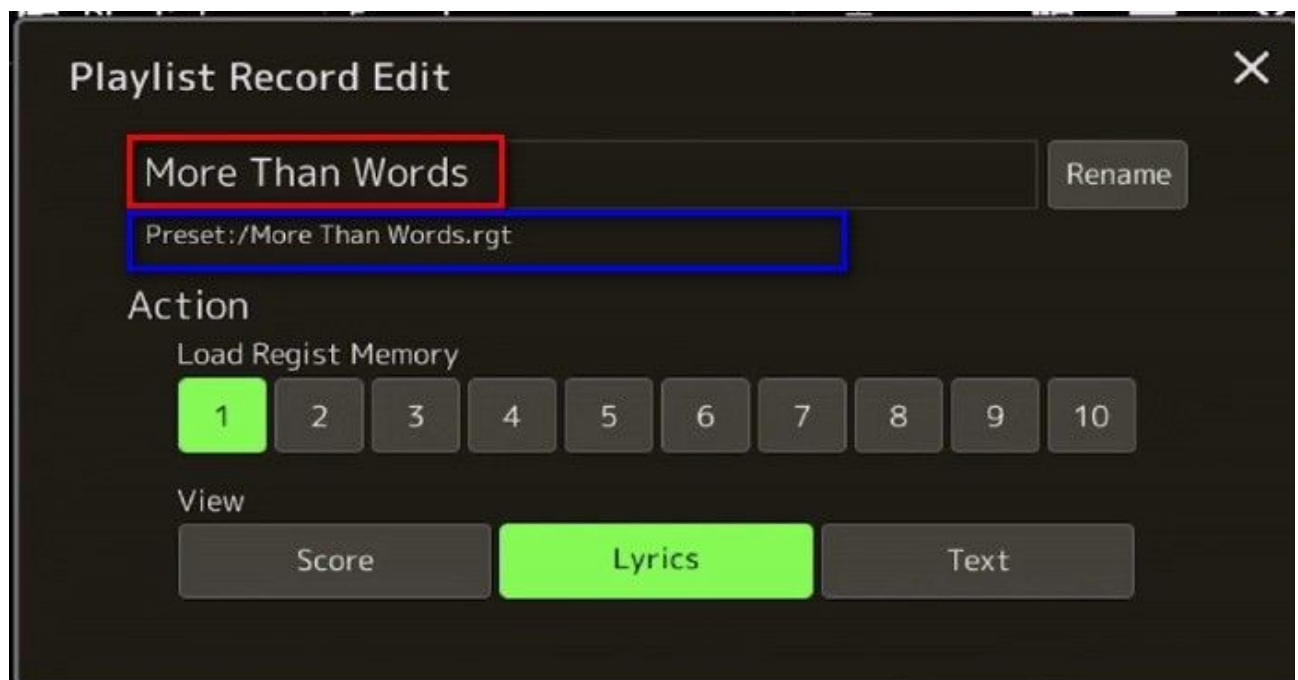 Playlist Record Edit
More Than Words
Rename
Preset:/More Than Words.rgt
Action
Load Regist Memory
1 2 3 4 5 6 7 8 9 10
View
Score Lyrics Text